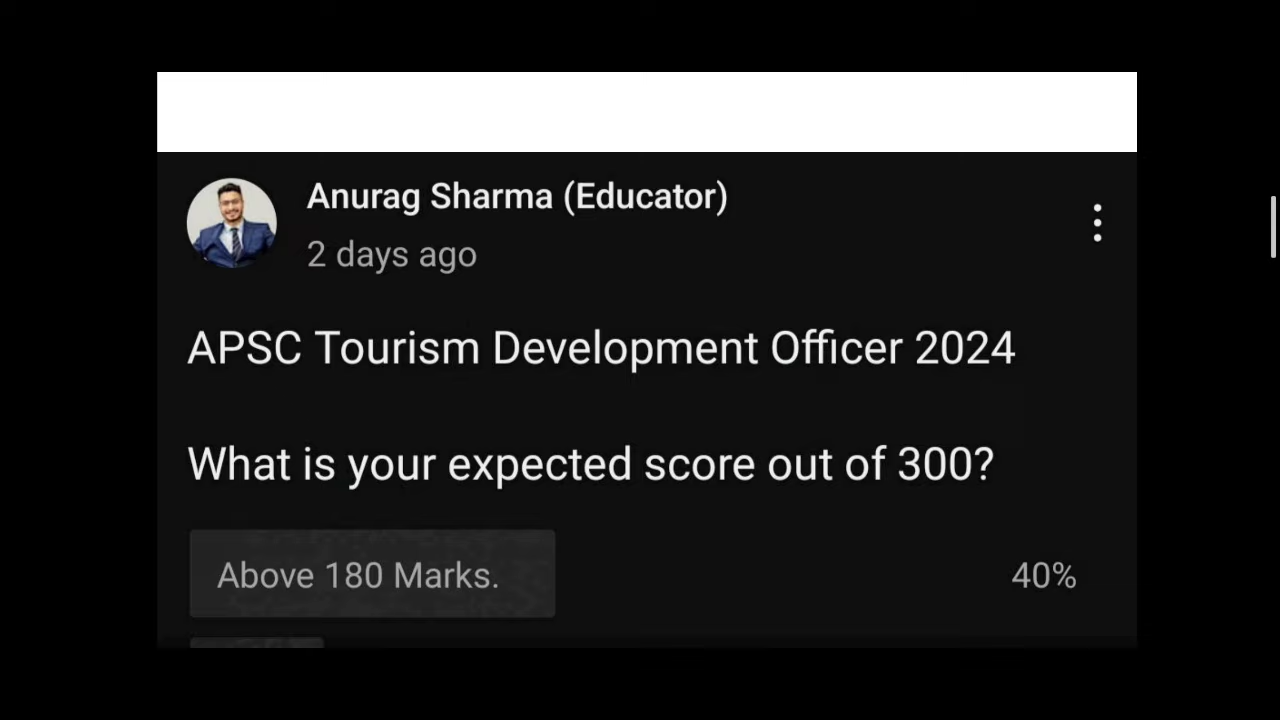 Anurag Sharma (Educator)
2 days ago
APSC Tourism Development Officer 2024
What is your expected score out of 300?
Above 180 Marks.
40%